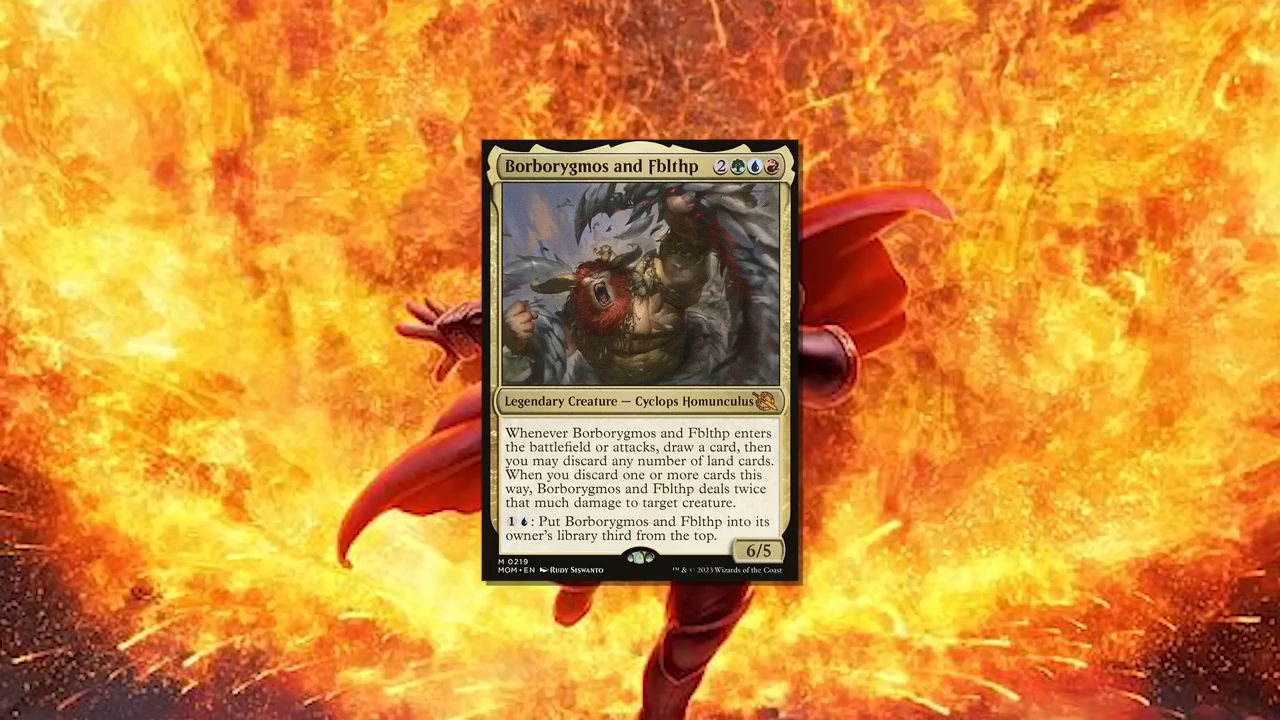 Borborygmos and Fblthp 2
Legendary Creature — Cyclops Homunculus
Whenever Borborygmos and Fblthp enters
the battlefield or attacks, draw a card, then
you may discard any number of land cards.
When you discard one or more cards this
way, Borborygmos and Fblthp deals twice
that much damage to target creature.
1 : Put Borborygmos and Fblthp into its
owner's library third from the top.
6/5
M 0219
MOM • EN Rudy Siswanto
™ & © 2023 Wizards of the Coast